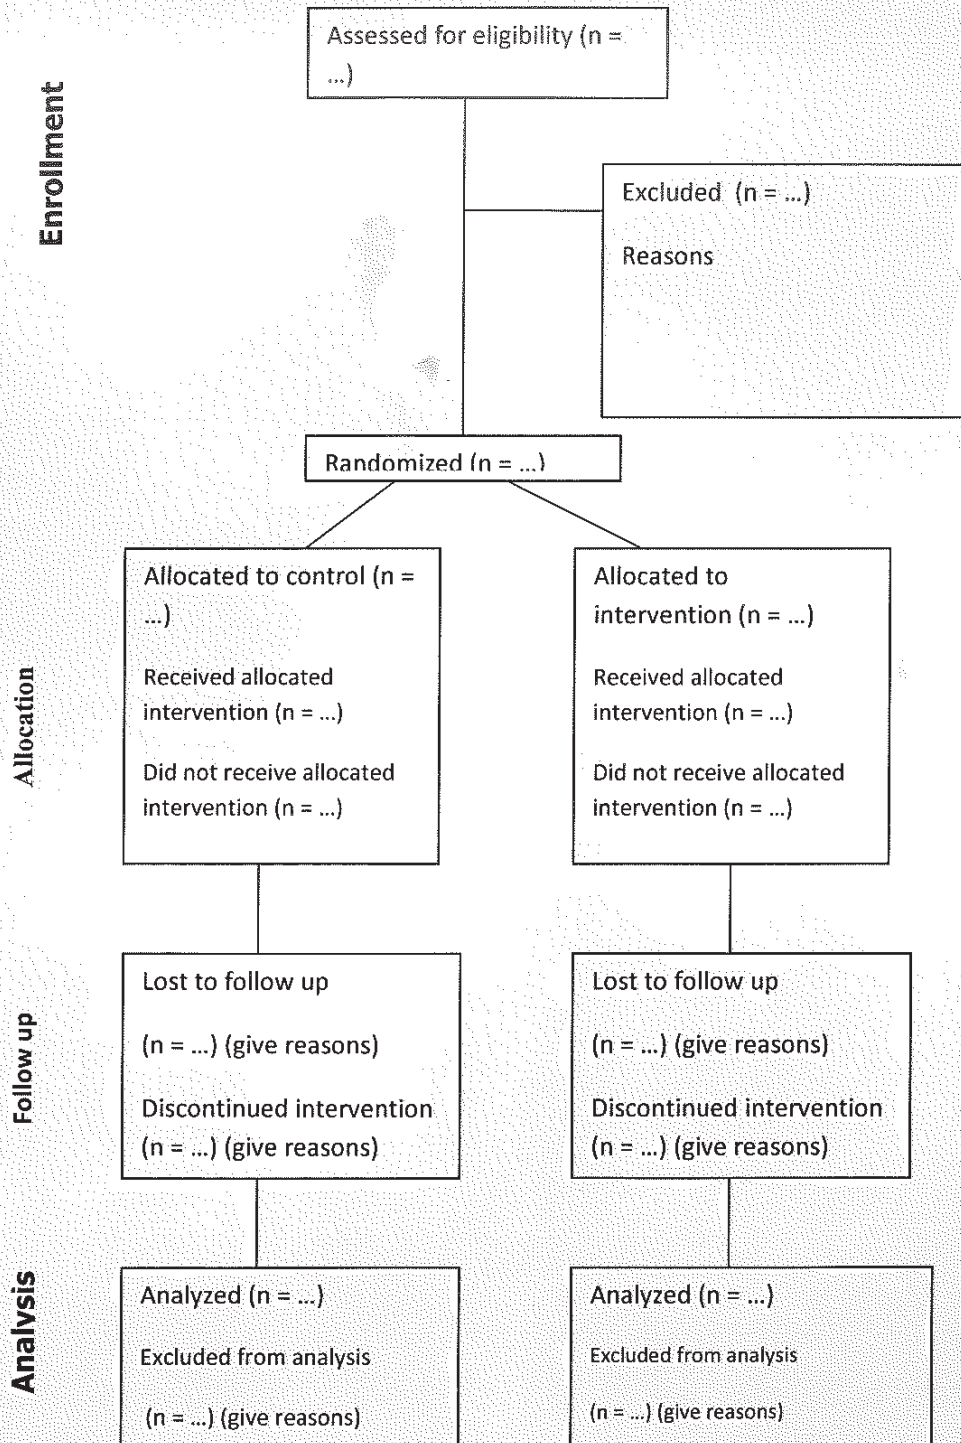 Assessed for eligibility (n =
...)
Enrollment
Excluded (n = ...)
Reasons
Randomized (n = ...)
Allocation
Allocated to control (n =
...)
Received allocated
intervention (n = ...)
Did not receive allocated
intervention (n = ...)
Allocated to
intervention (n = ...)
Received allocated
intervention (n = ...)
Did not receive allocated
intervention (n = ...)
Follow up
Lost to follow up
(n = ...) (give reasons)
Discontinued intervention
(n = ...) (give reasons)
Lost to follow up
(n = ...) (give reasons)
Discontinued intervention
(n = ...) (give reasons)
Analysis
Analyzed (n = ...)
Excluded from analysis
(n = ...) (give reasons)
Analyzed (n = ...)
Excluded from analysis
(n = ...) (give reasons)